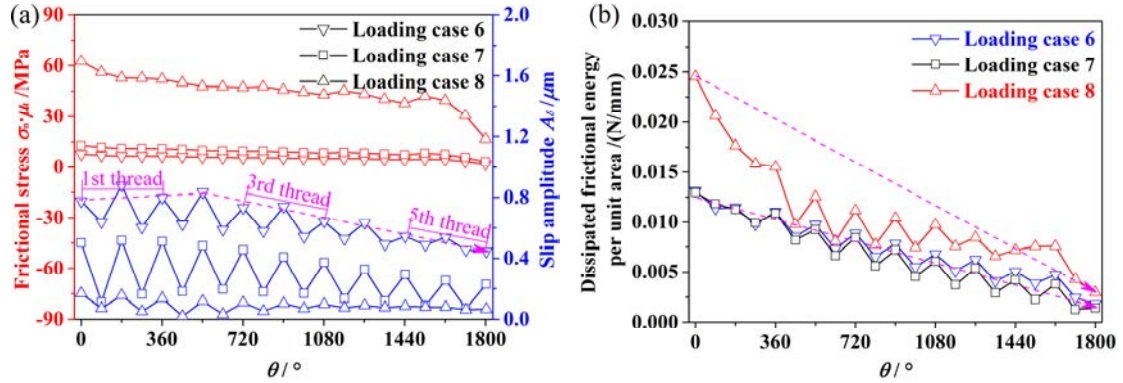 (a)
90
60
30
0
-30
-60
-90
Frictional stress σₙ·μₜ /MPa
Loading case 6
Loading case 7
Loading case 8
1st thread
3rd thread
5th thread
2.0
1.6
1.2
0.8
0.4
0.0
Slip amplitude Aδ /μm
0 360 720 1080 1440 1800
θ / °
(b)
0.030
0.025
0.020
0.015
0.010
0.005
0.000
Dissipated frictional energy
per unit area /(N/mm)
Loading case 6
Loading case 7
Loading case 8
0 360 720 1080 1440 1800
θ / °